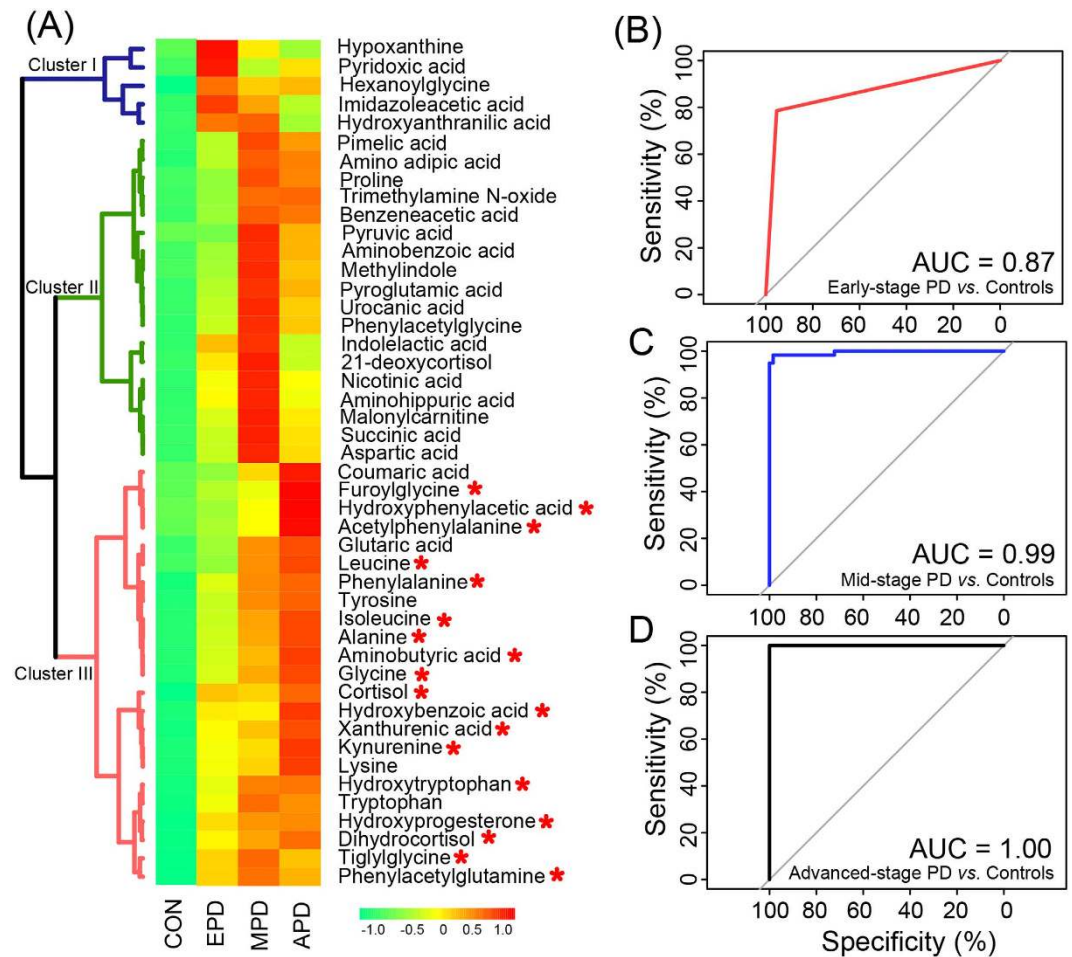 (A)
Cluster I
Cluster II
Cluster III
Hypoxanthine
Pyridoxic acid
Hexanoylglycine
Imidazoleacetic acid
Hydroxyanthranilic acid
Pimelic acid
Amino adipic acid
Proline
Trimethylamine N-oxide
Benzeneacetic acid
Pyruvic acid
Aminobenzoic acid
Methylindole
Pyroglutamic acid
Urocanic acid
Phenylacetylglycine
Indolelactic acid
21-deoxycortisol
Nicotinic acid
Aminohippuric acid
Malonylcarnitine
Succinic acid
Aspartic acid
Coumaric acid
Furoylglycine *
Hydroxyphenylacetic acid *
Acetylphenylalanine *
Glutaric acid
Leucine *
Phenylalanine *
Tyrosine
Isoleucine *
Alanine *
Aminobutyric acid *
Glycine *
Cortisol *
Hydroxybenzoic acid *
Xanthurenic acid *
Kynurenine *
Lysine
Hydroxytryptophan *
Tryptophan
Hydroxyprogesterone *
Dihydrocortisol *
Tiglylglycine *
Phenylacetylglutamine *
CON EPD MPD APD
-1.0 -0.5 0 0.5 1.0
(B)
Sensitivity (%)
100
80
60
40
20
0
AUC = 0.87
Early-stage PD vs. Controls
100 80 60 40 20 0
C
Sensitivity (%)
100
80
60
40
20
0
AUC = 0.99
Mid-stage PD vs. Controls
100 80 60 40 20 0
D
Sensitivity (%)
100
80
60
40
20
0
AUC = 1.00
Advanced-stage PD vs. Controls
100 80 60 40 20 0
Specificity (%)